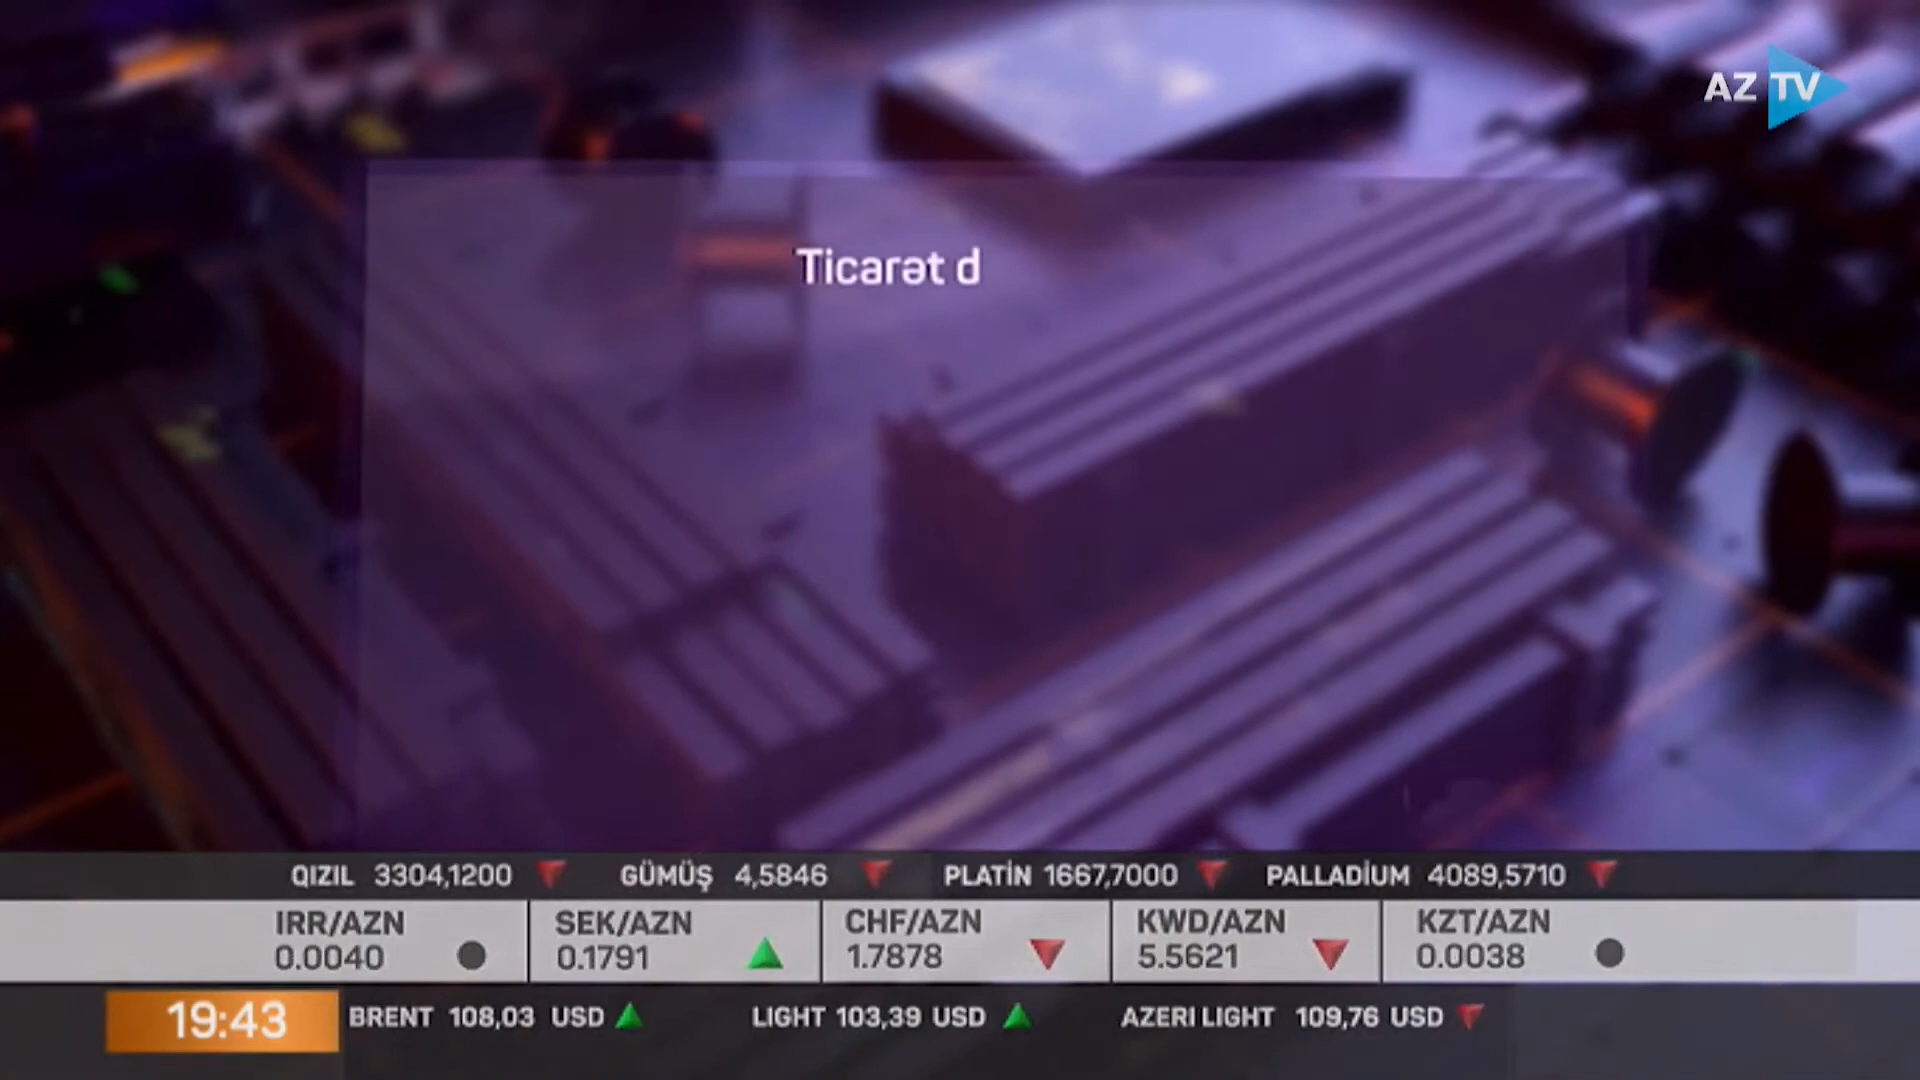 AZ TV
Ticarət d
QIZIL 3304,1200 GÜMÜŞ 4,5846 PLATİN 1667,7000 PALLADİUM 4089,5710
IRR/AZN SEK/AZN CHF/AZN KWD/AZN KZT/AZN
0.0040 0.1791 1.7878 5.5621 0.0038
19:43 BRENT 108,03 USD LIGHT 103,39 USD AZERI LIGHT 109,76 USD